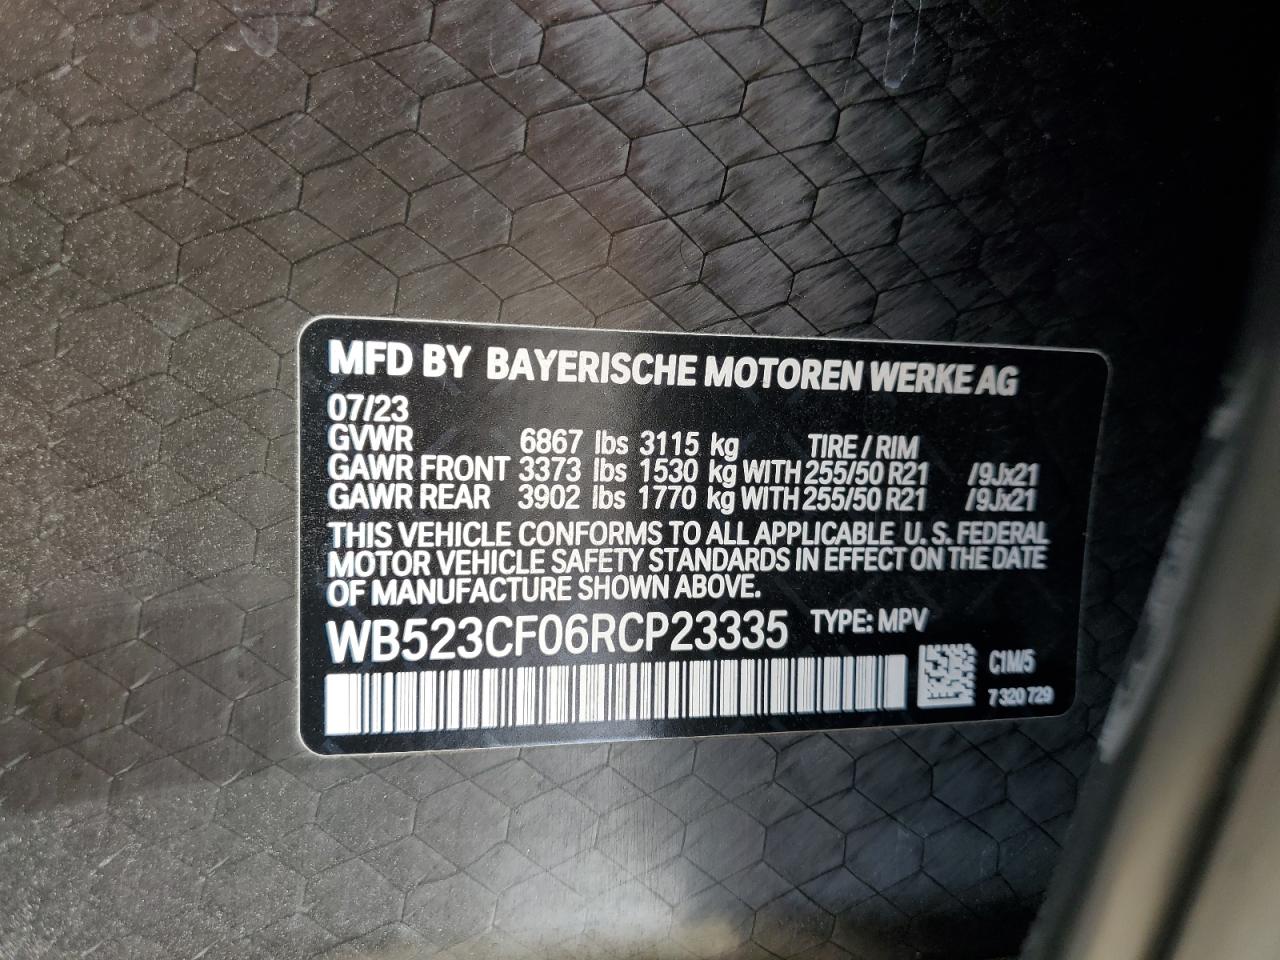 MFD BY BAYERISCHE MOTOREN WERKE AG
07/23
GVWR 6867 lbs 3115 kg TIRE / RIM
GAWR FRONT 3373 lbs 1530 kg WITH 255/50 R21 /9Jx21
GAWR REAR 3902 lbs 1770 kg WITH 255/50 R21 /9Jx21
THIS VEHICLE CONFORMS TO ALL APPLICABLE U.S. FEDERAL
MOTOR VEHICLE SAFETY STANDARDS IN EFFECT ON THE DATE
OF MANUFACTURE SHOWN ABOVE.
WB523CF06RCP23335 TYPE: MPV
C1M/5
7 320 729